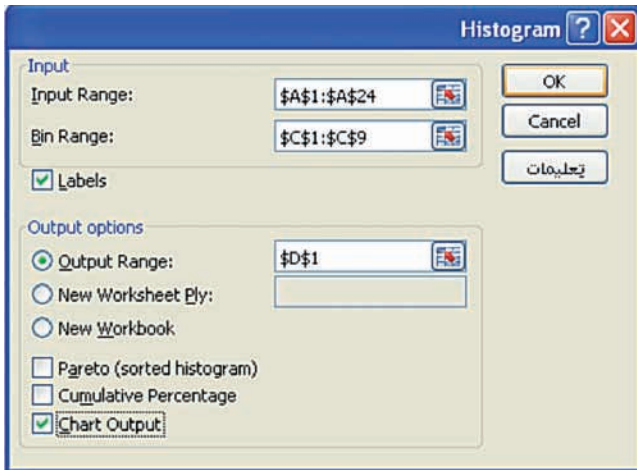 Histogram
Input
Input Range: $A$1:$A$24
Bin Range: $C$1:$C$9
Labels
OK
Cancel
تعليمات
Output options
Output Range: $D$1
New Worksheet Ply:
New Workbook
Pareto (sorted histogram)
Cumulative Percentage
Chart Output